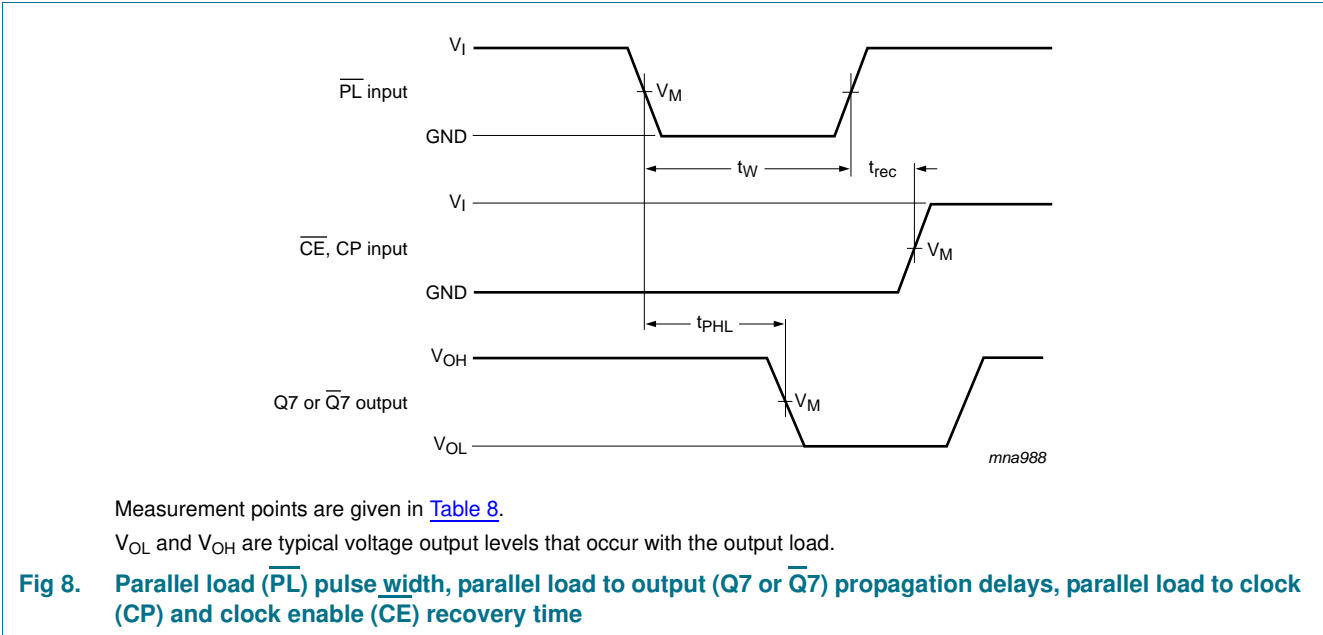 VI
PL input
VM
GND
tW
trec
VI
CE, CP input
VM
GND
tPHL
VOH
Q7 or Q7 output
VM
VOL
mna988
Measurement points are given in Table 8.
VOL and VOH are typical voltage output levels that occur with the output load.
Fig 8. Parallel load (PL) pulse width, parallel load to output (Q7 or Q7) propagation delays, parallel load to clock
(CP) and clock enable (CE) recovery time